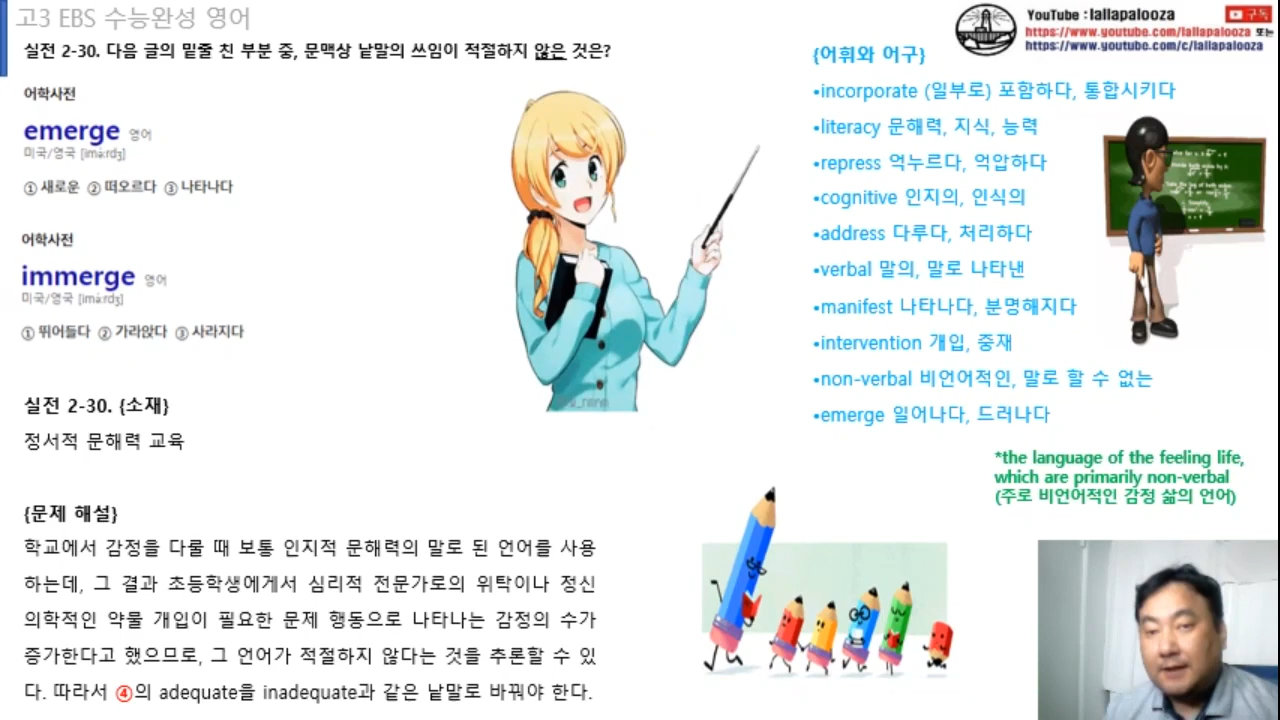 고3 EBS 수능완성 영어
실전 2-30. 다음 글의 밑줄 친 부분 중, 문맥상 낱말의 쓰임이 적절하지 않은 것은?
어학사전
emerge 영어
미국/영국 [imə́ːrdʒ]
① 새로운 ② 떠오르다 ③ 나타나다
어학사전
immerge 영어
미국/영국 [imə́ːrdʒ]
① 뛰어들다 ② 가라앉다 ③ 사라지다
실전 2-30. {소재}
정서적 문해력 교육
{문제 해설}
학교에서 감정을 다룰 때 보통 인지적 문해력의 말로 된 언어를 사용
하는데, 그 결과 초등학생에게서 심리적 전문가로의 위탁이나 정신
의학적인 약물 개입이 필요한 문제 행동으로 나타나는 감정의 수가
증가한다고 했으므로, 그 언어가 적절하지 않다는 것을 추론할 수 있
다. 따라서 ④의 adequate을 inadequate과 같은 낱말로 바꿔야 한다.
YouTube : lallapalooza
구독
https://www.youtube.com/lallapalooza 또는
https://www.youtube.com/c/lallapalooza
{어휘와 어구}
•incorporate (일부로) 포함하다, 통합시키다
•literacy 문해력, 지식, 능력
•repress 억누르다, 억압하다
•cognitive 인지의, 인식의
•address 다루다, 처리하다
•verbal 말의, 말로 나타낸
•manifest 나타나다, 분명해지다
•intervention 개입, 중재
•non-verbal 비언어적인, 말로 할 수 없는
•emerge 일어나다, 드러나다
*the language of the feeling life,
which are primarily non-verbal
(주로 비언어적인 감정 삶의 언어)